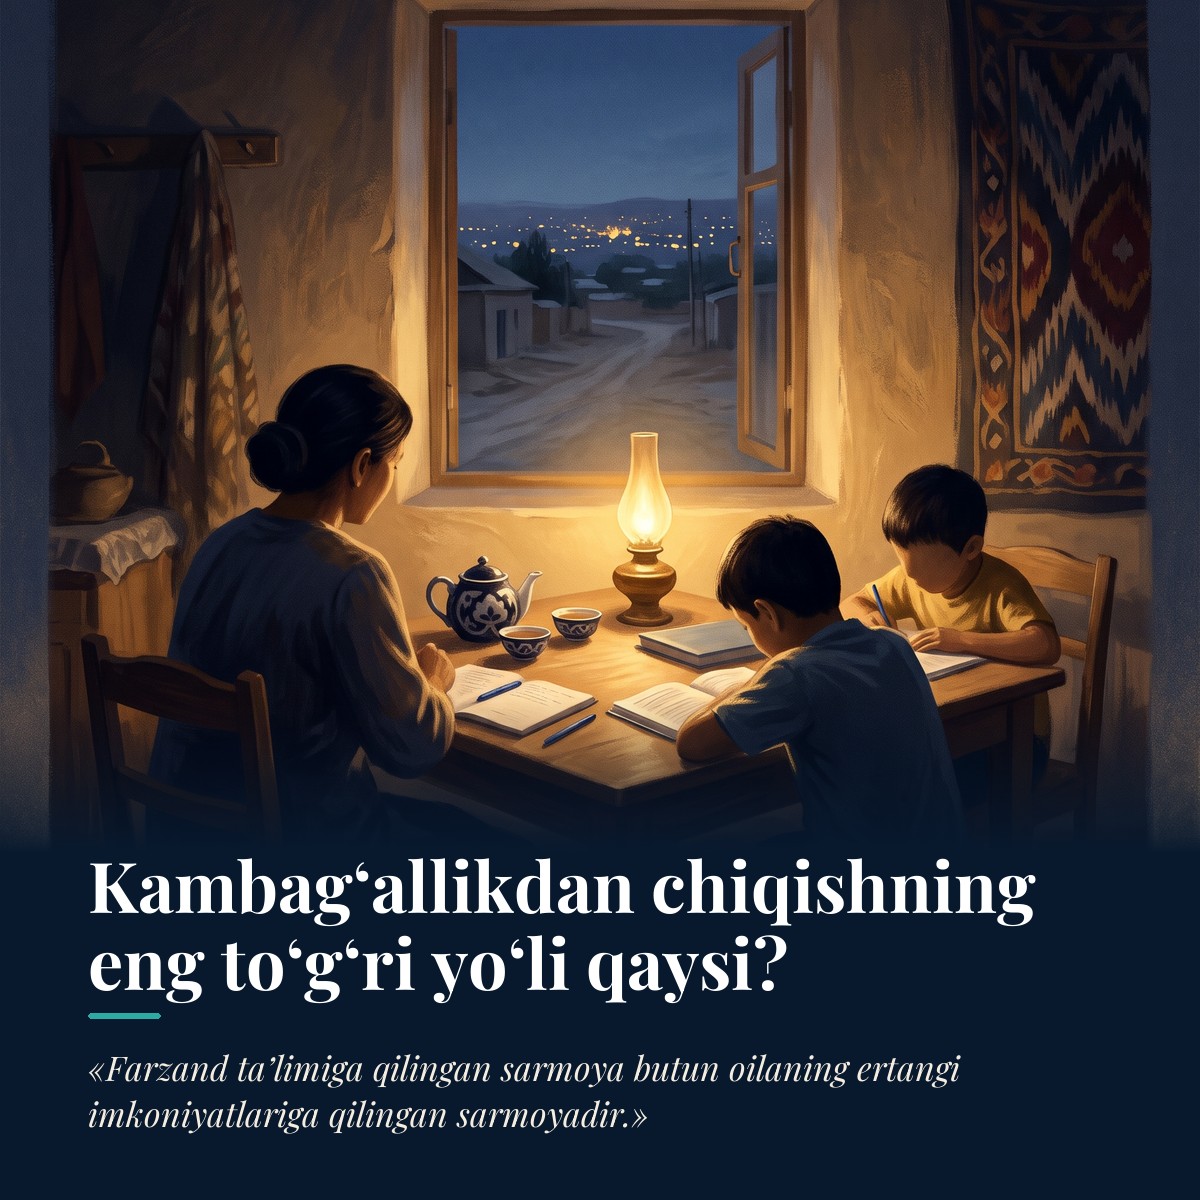 Kambag‘allikdan chiqishning
eng to‘g‘ri yo‘li qaysi?
«Farzand ta’limiga qilingan sarmoya butun oilaning ertangi
imkoniyatlariga qilingan sarmoyadir.»